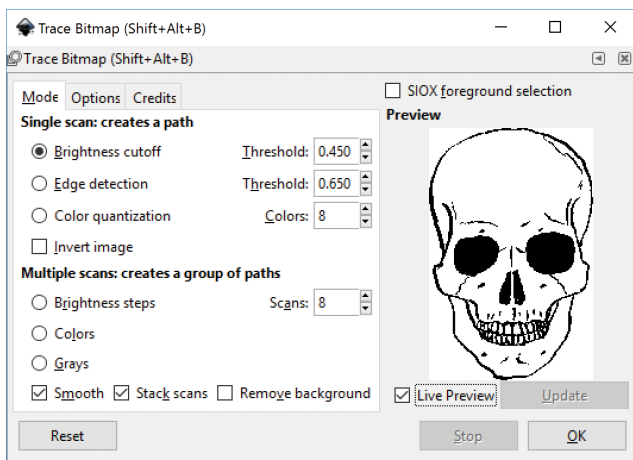 Trace Bitmap (Shift+Alt+B)
Trace Bitmap (Shift+Alt+B)
Mode Options Credits
SIOX foreground selection
Preview
Single scan: creates a path
Brightness cutoff Threshold: 0.450
Edge detection Threshold: 0.650
Color quantization Colors: 8
Invert image
Multiple scans: creates a group of paths
Brightness steps Scans: 8
Colors
Grays
Smooth Stack scans Remove background
Live Preview Update
Reset Stop OK